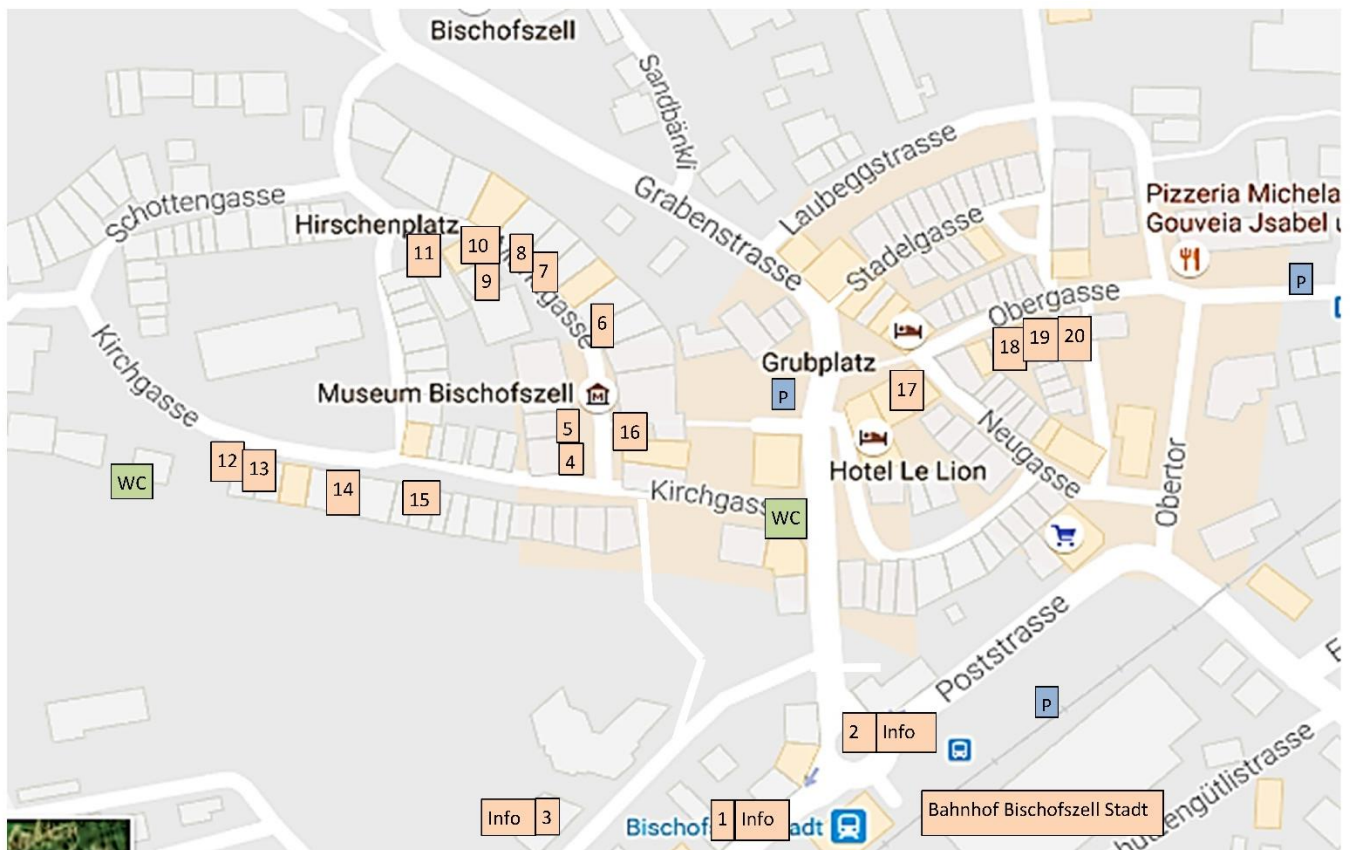 Bischofszell
Sandbänkli
Schottengasse
Grabenstrasse
Laubeggstrasse
Pizzeria Michela
Gouveia Jsabel u
Hirschenplatz
11
10
9
8
7
6
Stadelgasse
Obergasse
P
18
19
20
Grubplatz
P
17
Kirchgasse
Museum Bischofszell
M
5
4
16
Neugasse
Hotel Le Lion
Obertor
WC
12
13
14
15
Kirchgass
WC
Poststrasse
P
2 Info
Info 3
1 Info
Bahnhof Bischofszell Stadt